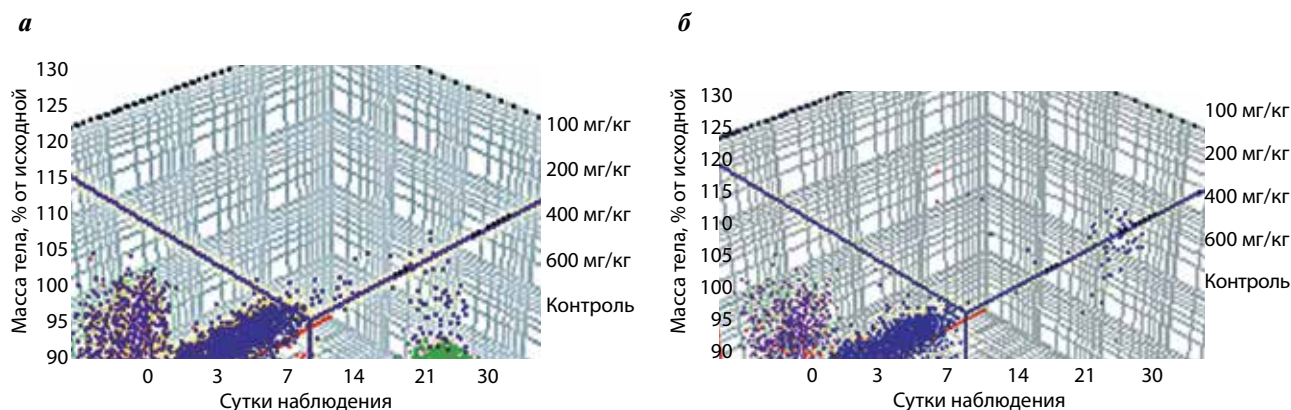 а
Масса тела, % от исходной
130
125
120
115
110
105
100
95
90
0 3 7 14 21 30
Сутки наблюдения
100 мг/кг
200 мг/кг
400 мг/кг
600 мг/кг
Контроль
б
Масса тела, % от исходной
130
125
120
115
110
105
100
95
90
0 3 7 14 21 30
Сутки наблюдения
100 мг/кг
200 мг/кг
400 мг/кг
600 мг/кг
Контроль